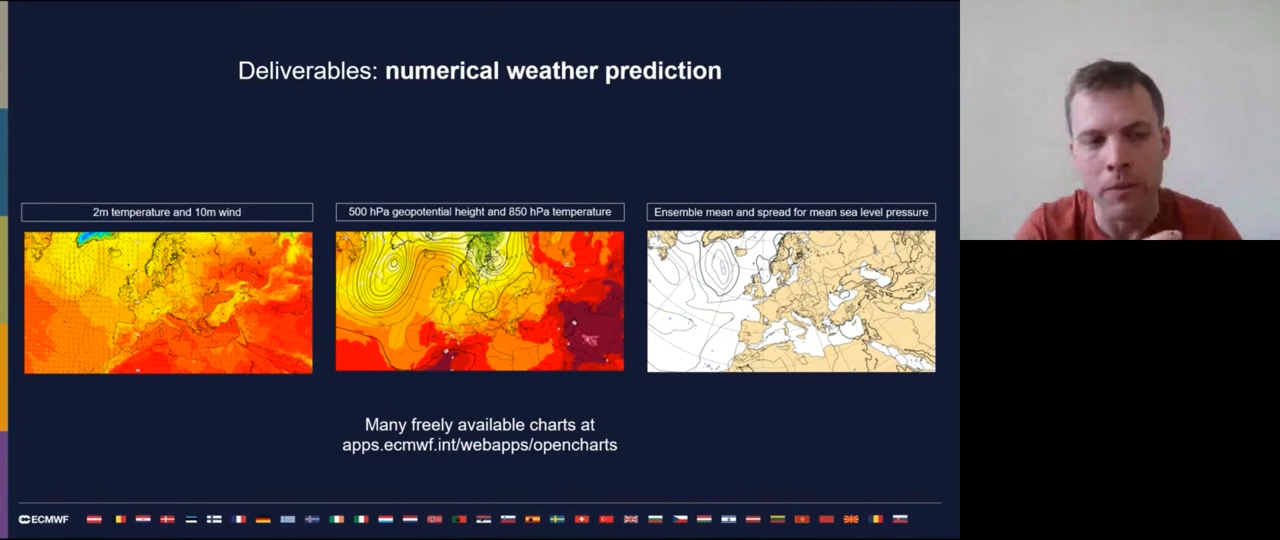 Deliverables: numerical weather prediction
2m temperature and 10m wind
500 hPa geopotential height and 850 hPa temperature
Ensemble mean and spread for mean sea level pressure
Many freely available charts at
apps.ecmwf.int/webapps/opencharts
ECMWF